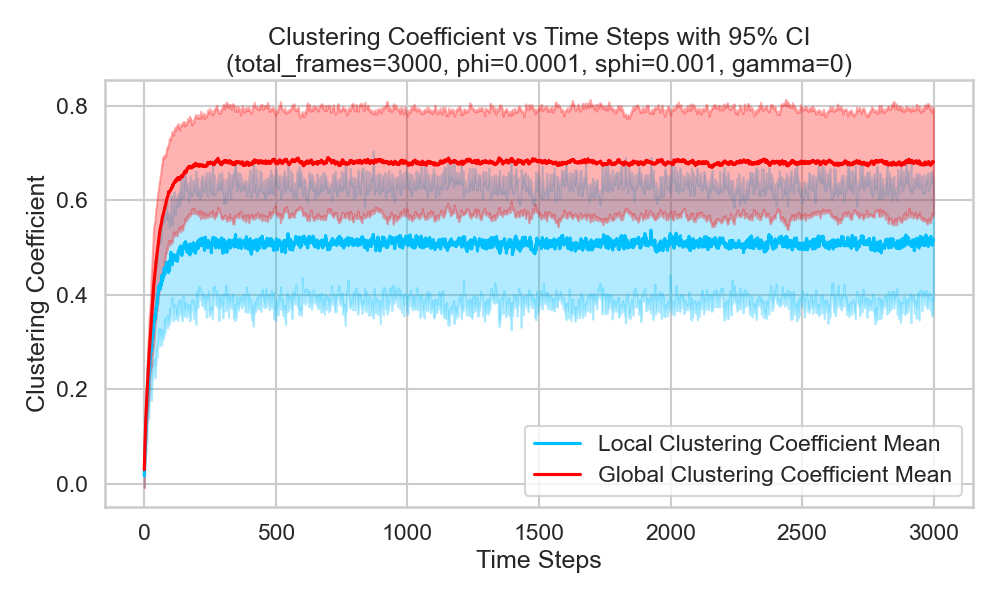 Clustering Coefficient vs Time Steps with 95% CI
(total_frames=3000, phi=0.0001, sphi=0.001, gamma=0)
Clustering Coefficient
0.8
0.6
0.4
0.2
0.0
Local Clustering Coefficient Mean
Global Clustering Coefficient Mean
0 500 1000 1500 2000 2500 3000
Time Steps